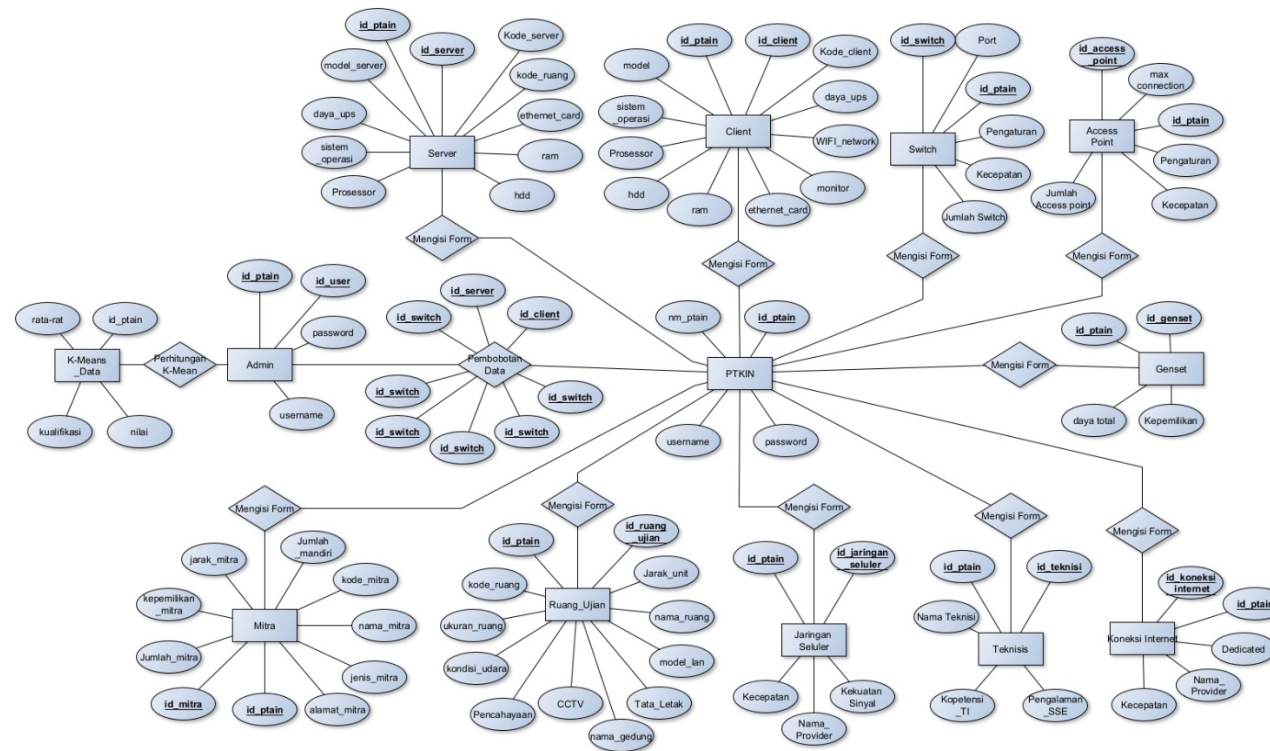 id_ptain
id_server
Kode_server
model_server
kode_ruang
daya_ups
ethernet_card
sistem
_operasi
Server
ram
Prosessor
hdd
Mengisi Form
id_ptain
id_client
Kode_client
model
daya_ups
sistem
_operasi
Client
WIFI_network
Prosessor
monitor
hdd
ram
ethernet_card
Mengisi Form
id_switch
Port
id_ptain
Pengaturan
Switch
Kecepatan
Jumlah Switch
Mengisi Form
id_access
_point
max
connection
id_ptain
Access
Point
Pengaturan
Jumlah
Access point
Kecepatan
Mengisi Form
rata-rat
id_ptain
K-Means
_Data
kualifikasi
nilai
Perhitungan
K-Mean
id_ptain
id_user
password
Admin
username
id_server
id_switch
id_client
Pembobotan
Data
id_switch
id_switch
id_switch
id_switch
id_switch
nm_ptain
id_ptain
PTKIN
username
password
Mengisi Form
id_genset
id_ptain
Genset
daya total
Kepemilikan
Mengisi Form
Jumlah
_mandiri
jarak_mitra
kode_mitra
kepemilikan
_mitra
Mitra
nama_mitra
Jumlah_mitra
jenis_mitra
id_mitra
id_ptain
alamat_mitra
Mengisi Form
id_ruang
_ujian
id_ptain
Jarak_unit
kode_ruang
Ruang_Ujian
nama_ruang
ukuran_ruang
model_lan
kondisi_udara
Pencahayaan
CCTV
Tata_Letak
nama_gedung
Mengisi Form
id_ptain
id_jaringan
_seluler
Jaringan
Seluler
Kecepatan
Kekuatan
Sinyal
Nama_
Provider
Mengisi Form
id_ptain
id_teknisi
Nama Teknisi
Teknisis
Kopetensi
_TI
Pengalaman
_SSE
Mengisi Form
id_koneksi
_internet
id_ptain
Koneksi Internet
Dedicated
Nama_
Provider
Kecepatan